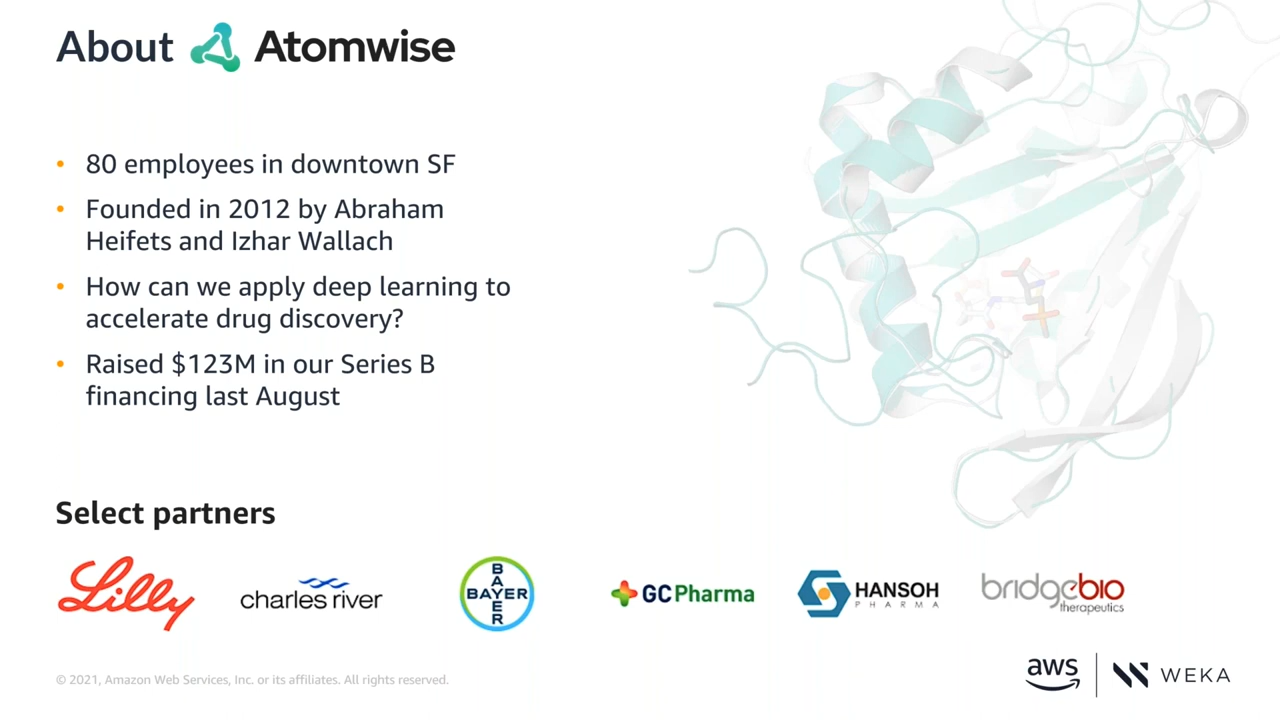 About Atomwise
• 80 employees in downtown SF
• Founded in 2012 by Abraham
Heifets and Izhar Wallach
• How can we apply deep learning to
accelerate drug discovery?
• Raised $123M in our Series B
financing last August
Select partners
Lilly
charles river
BAYER
BAYER
GC Pharma
HANSOH
PHARMA
bridgebio
therapeutics
© 2021, Amazon Web Services, Inc. or its affiliates. All rights reserved.
aws
WEKA